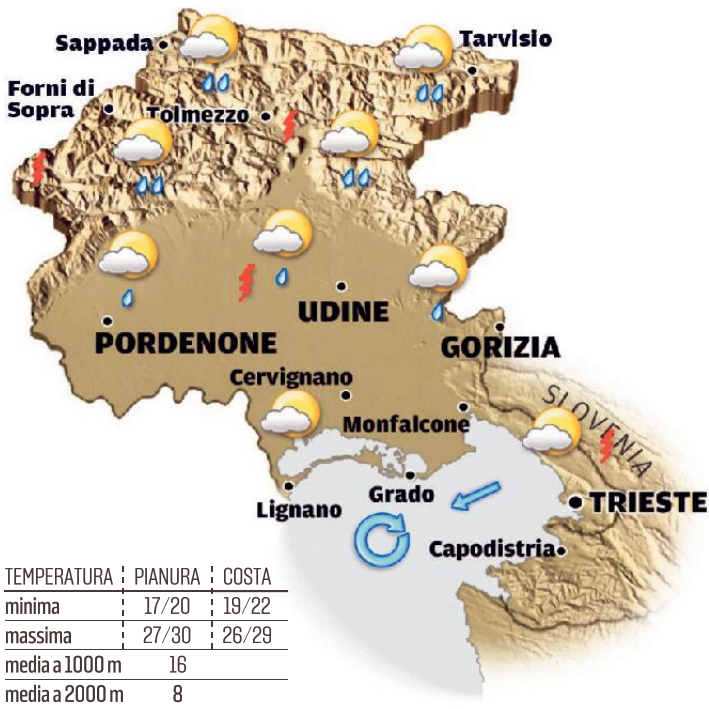 Sappada
Tarvisio
Forni di
Sopra
Tolmezzo
UDINE
PORDENONE
GORIZIA
Cervignano
Monfalcone
SLOVENIA
Lignano
Grado
TRIESTE
Capodistria
TEMPERATURA PIANURA COSTA
minima 17/20 19/22
massima 27/30 26/29
media a 1000 m 16
media a 2000 m 8